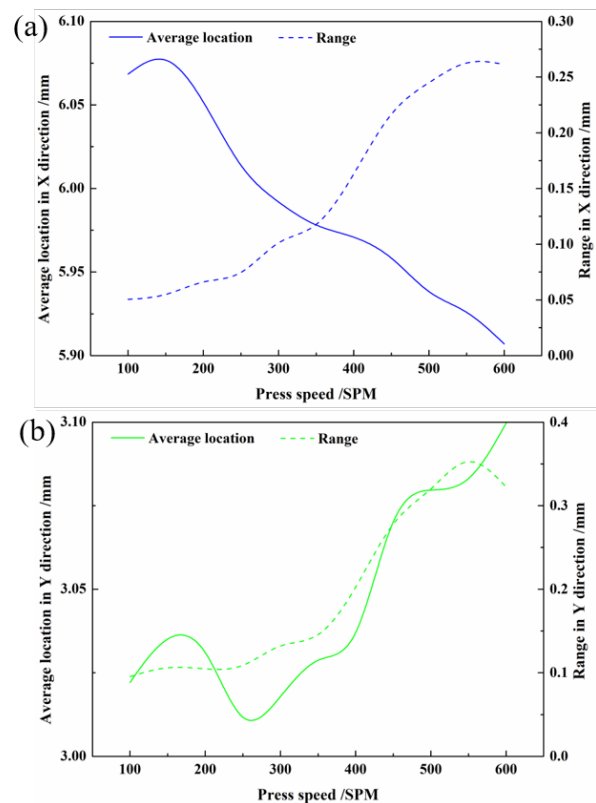 (a)
Average location
Range
Average location in X direction /mm
6.10
6.05
6.00
5.95
5.90
0.30
0.25
0.20
0.15
0.10
0.05
0.00
Range in X direction /mm
100 200 300 400 500 600
Press speed /SPM
(b)
Average location
Range
Average location in Y direction /mm
3.10
3.05
3.00
0.4
0.3
0.2
0.1
0.0
Range in Y direction /mm
100 200 300 400 500 600
Press speed /SPM